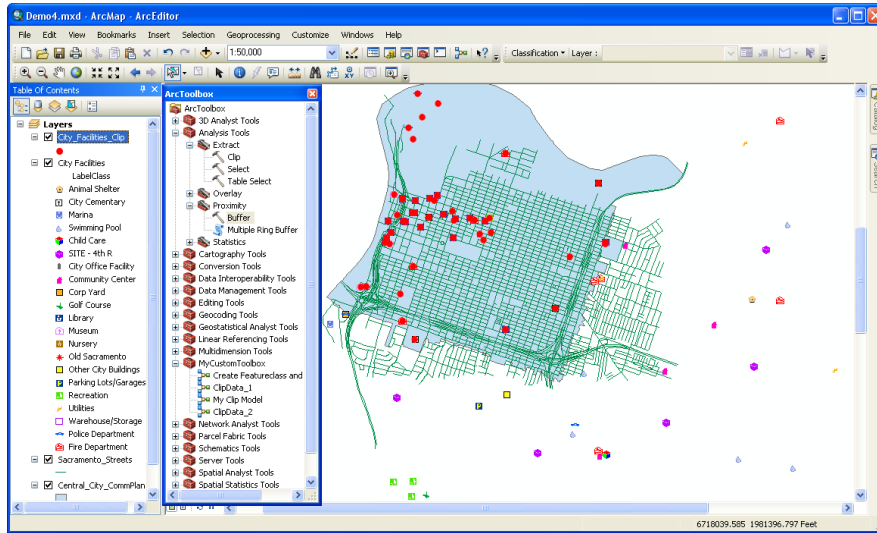 Demo4.mxd - ArcMap - ArcEditor
File Edit View Bookmarks Insert Selection Geoprocessing Customize Windows Help
1:50,000
Classification ▾ Layer :
Table Of Contents
Layers
City_Facilities_Clip
City Facilities
LabelClass
Animal Shelter
City Cementary
Marina
Swimming Pool
Child Care
SITE - 4th R
City Office Facility
Community Center
Corp Yard
Golf Course
Library
Museum
Nursery
Old Sacramento
Other City Buildings
Parking Lots/Garages
Recreation
Utilities
Warehouse/Storage
Police Department
Fire Department
Sacramento_Streets
Central_City_CommPlan
ArcToolbox
ArcToolbox
3D Analyst Tools
Analysis Tools
Extract
Clip
Select
Table Select
Overlay
Proximity
Buffer
Multiple Ring Buffer
Statistics
Cartography Tools
Conversion Tools
Data Interoperability Tools
Data Management Tools
Editing Tools
Geocoding Tools
Geostatistical Analyst Tools
Linear Referencing Tools
Multidimension Tools
MyCustomToolbox
Create Featureclass and
ClipData_1
My Clip Model
ClipData_2
Network Analyst Tools
Parcel Fabric Tools
Schematics Tools
Server Tools
Spatial Analyst Tools
Spatial Statistics Tools
Catalog
Search
6718039.585 1981396.797 Feet